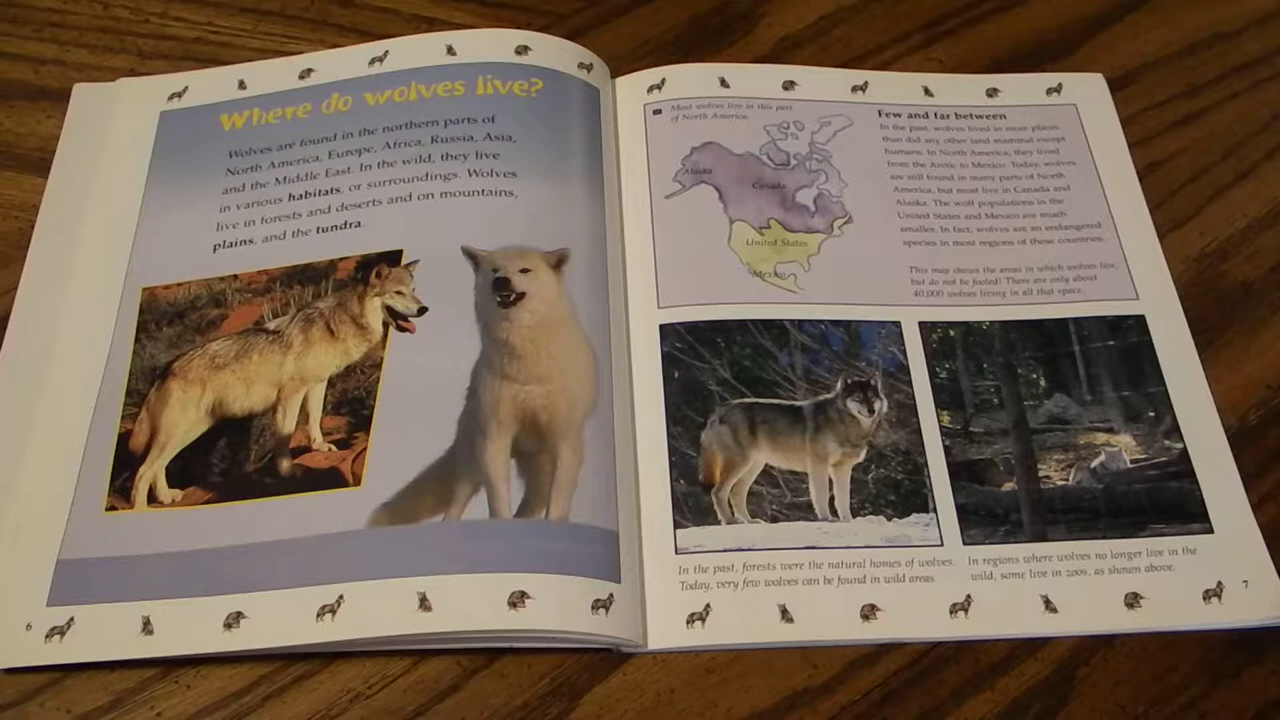 Where do wolves live?
Wolves are found in the northern parts of
North America, Europe, Africa, Russia, Asia,
and the Middle East. In the wild, they live
in various habitats, or surroundings. Wolves
live in forests and deserts and on mountains,
plains, and the tundra.
6
Most wolves live in this part
of North America.
Alaska
Canada
United States
Mexico
Few and far between
In the past, wolves lived in more places
than did any other land mammal except
humans. In North America, they lived
from the Arctic to Mexico. Today, wolves
are still found in many parts of North
America, but most live in Canada and
Alaska. The wolf populations in the
United States and Mexico are much
smaller. In fact, wolves are an endangered
species in most regions of these countries.
This map shows the areas in which wolves live,
but do not be fooled! There are only about
40,000 wolves living in all that space.
In the past, forests were the natural homes of wolves.
Today, very few wolves can be found in wild areas.
In regions where wolves no longer live in the
wild, some live in zoos, as shown above.
7